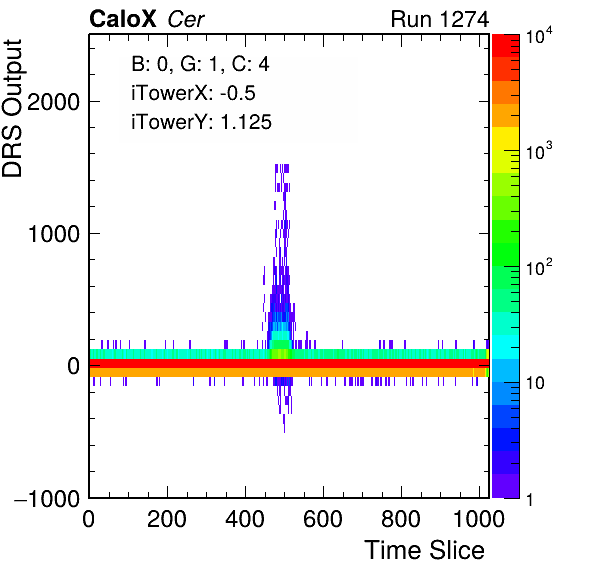 CaloX Cer Run 1274
B: 0, G: 1, C: 4
iTowerX: -0.5
iTowerY: 1.125
DRS Output
2000
1000
0
−1000
0 200 400 600 800 1000
Time Slice
10^4
10^3
10^2
10
1